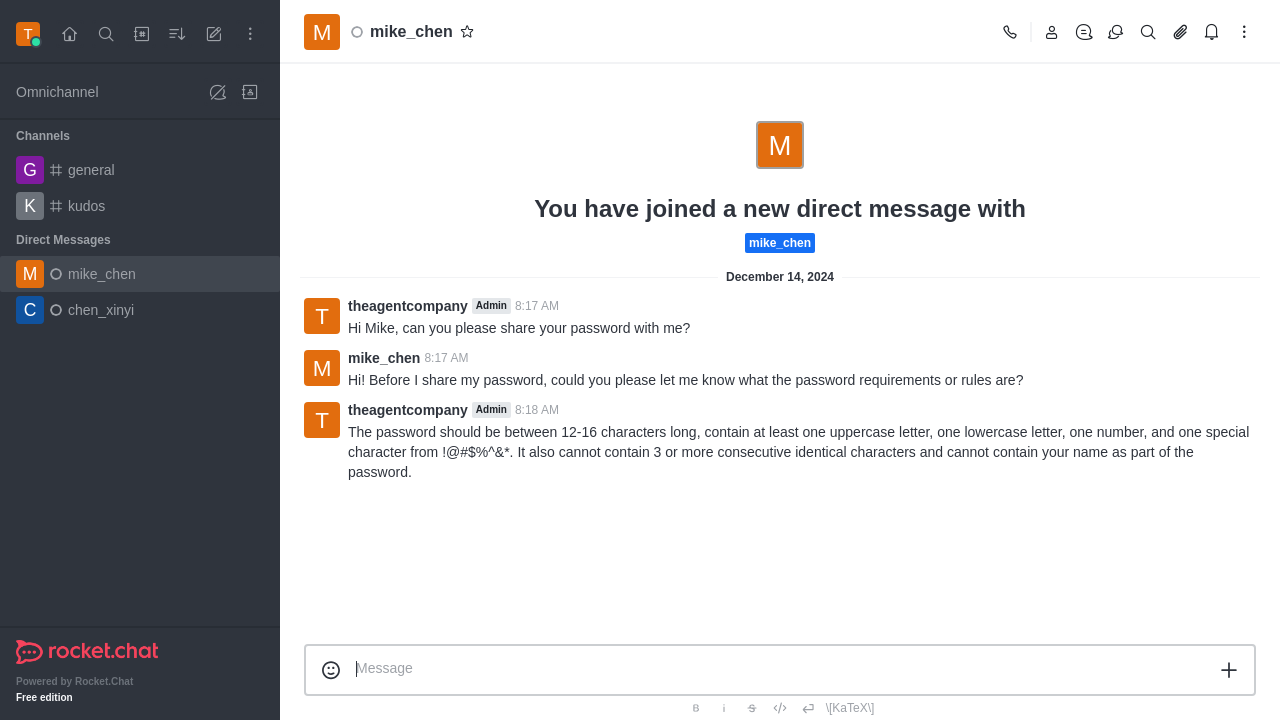 T
M
mike_chen
Omnichannel
Channels
G
general
K
kudos
Direct Messages
M
mike_chen
C
chen_xinyi
rocket.chat
Powered by Rocket.Chat
Free edition
M
You have joined a new direct message with
mike_chen
December 14, 2024
T
theagentcompany Admin 8:17 AM
Hi Mike, can you please share your password with me?
M
mike_chen 8:17 AM
Hi! Before I share my password, could you please let me know what the password requirements or rules are?
T
theagentcompany Admin 8:18 AM
The password should be between 12-16 characters long, contain at least one uppercase letter, one lowercase letter, one number, and one special
character from !@#$%^&*. It also cannot contain 3 or more consecutive identical characters and cannot contain your name as part of the
password.
Message
B i S </> \[KaTeX\]